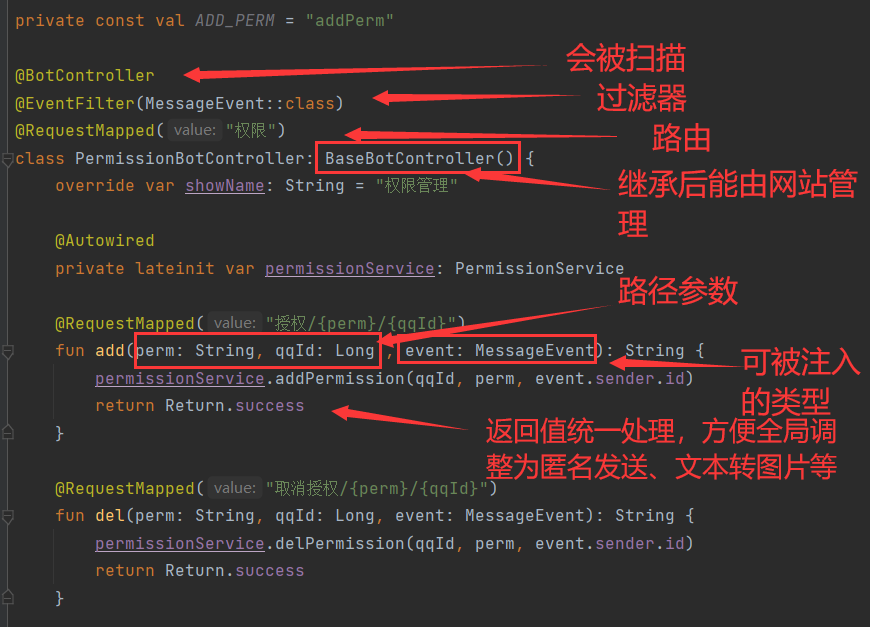 private const val ADD_PERM = "addPerm"
@BotController
会被扫描
@EventFilter(MessageEvent::class)
过滤器
@RequestMapped( value: "权限")
路由
class PermissionBotController: BaseBotController() {
继承后能由网站管
理
override var showName: String = "权限管理"
@Autowired
private lateinit var permissionService: PermissionService
路径参数
@RequestMapped( value: "授权/{perm}/{qqId}")
fun add(perm: String, qqId: Long , event: MessageEvent): String {
可被注入
的类型
permissionService.addPermission(qqId, perm, event.sender.id)
return Return.success
返回值统一处理，方便全局调
整为匿名发送、文本转图片等
}
@RequestMapped( value: "取消授权/{perm}/{qqId}")
fun del(perm: String, qqId: Long, event: MessageEvent): String {
permissionService.delPermission(qqId, perm, event.sender.id)
return Return.success
}